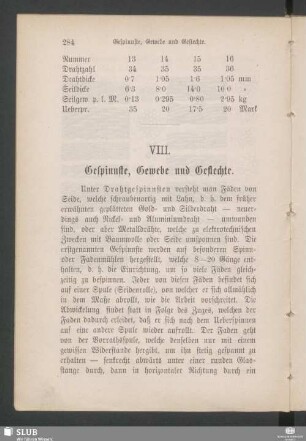 284 Gespinnste, Gewebe und Geflechte.
Nummer 13 14 15 16
Drahtzahl 34 35 35 56
Drahtdicke 0·7 1·05 1·6 1·05 mm
Seildicke 6·3 8·0 14·0 16·0 „
Seilgew. p. l. M. 0·13 0·295 0·80 2·95 kg
Ueberpr. 35 20 17·5 20 Mark
VIII.
Gespinnste, Gewebe und Geflechte.
Unter Drahtgespinnsten versteht man Fäden von
Seide, welche schraubenartig mit Lahn, d. h. dem früher
erwähnten geplätteten Gold- und Silberdraht — neuer-
dings auch Nickel- und Aluminiumdraht — umwunden
sind, oder aber Metalldrähte, welche zu elektrotechnischen
Zwecken mit Baumwolle oder Seide umsponnen sind. Die
erstgenannten Gespinnste werden auf besonderen Spinn-
oder Fadenmühlen hergestellt, welche 8—20 Gänge ent-
halten, d. h. die Einrichtung, um so viele Fäden gleich-
zeitig zu bespinnen. Jeder von diesen Fäden befindet sich
auf einer Spule (Seidenrolle), von welcher er sich allmählich
in dem Maße abrollt, wie die Arbeit vorschreitet. Die
Abwickelung findet statt in Folge des Zuges, welchen der
Faden dadurch erleidet, daß er sich nach dem Ueberspinnen
auf eine andere Spule wieder aufrollt. Der Faden geht
von der Vorrathsspule, welche denselben nur mit einem
gewissen Widerstande hergibt, um ihn stetig gespannt zu
erhalten — senkrecht abwärts unter einer runden Glas-
stange durch, dann in horizontaler Richtung durch ein
SLUB